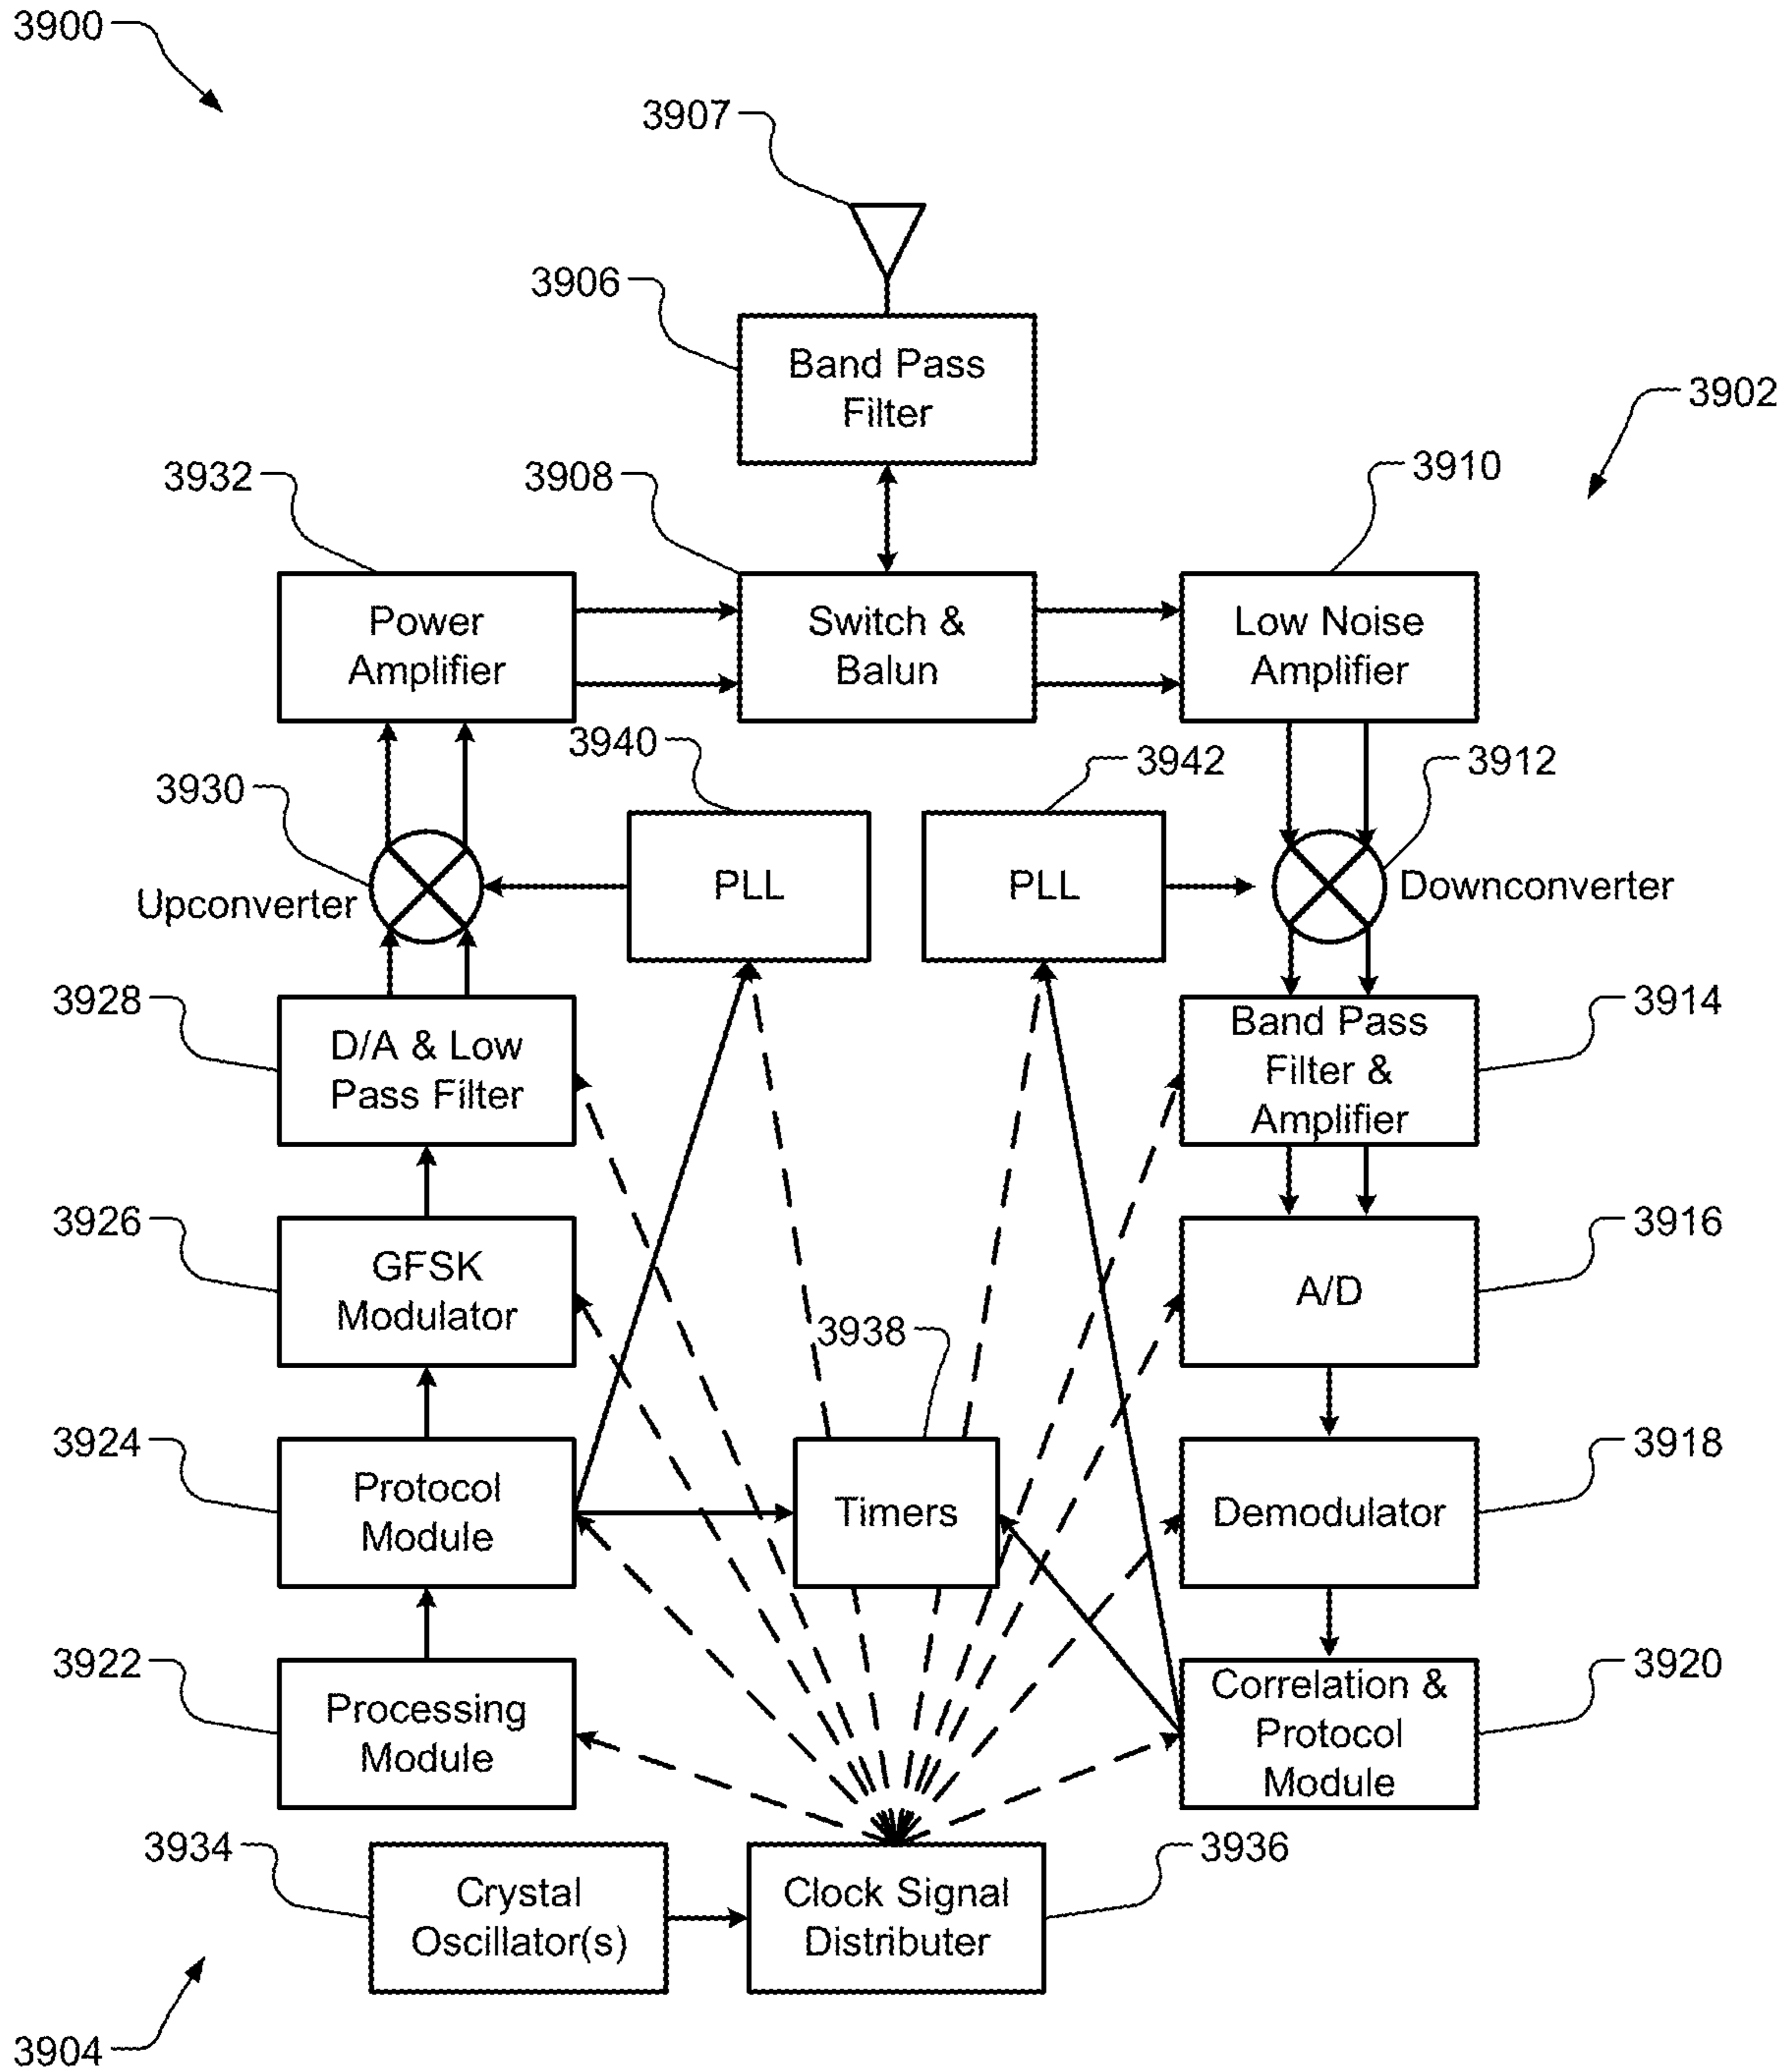 3900
3907
3906
Band Pass
Filter
3902
3932
3908
3910
Power
Amplifier
Switch &
Balun
Low Noise
Amplifier
3940
3942
3912
3930
Upconverter
PLL
PLL
Downconverter
3928
D/A & Low
Pass Filter
Band Pass
Filter &
Amplifier
3914
3926
GFSK
Modulator
A/D
3916
3938
3924
Protocol
Module
Timers
Demodulator
3918
3922
Processing
Module
Correlation &
Protocol
Module
3920
3934
Crystal
Oscillator(s)
Clock Signal
Distributer
3936
3904